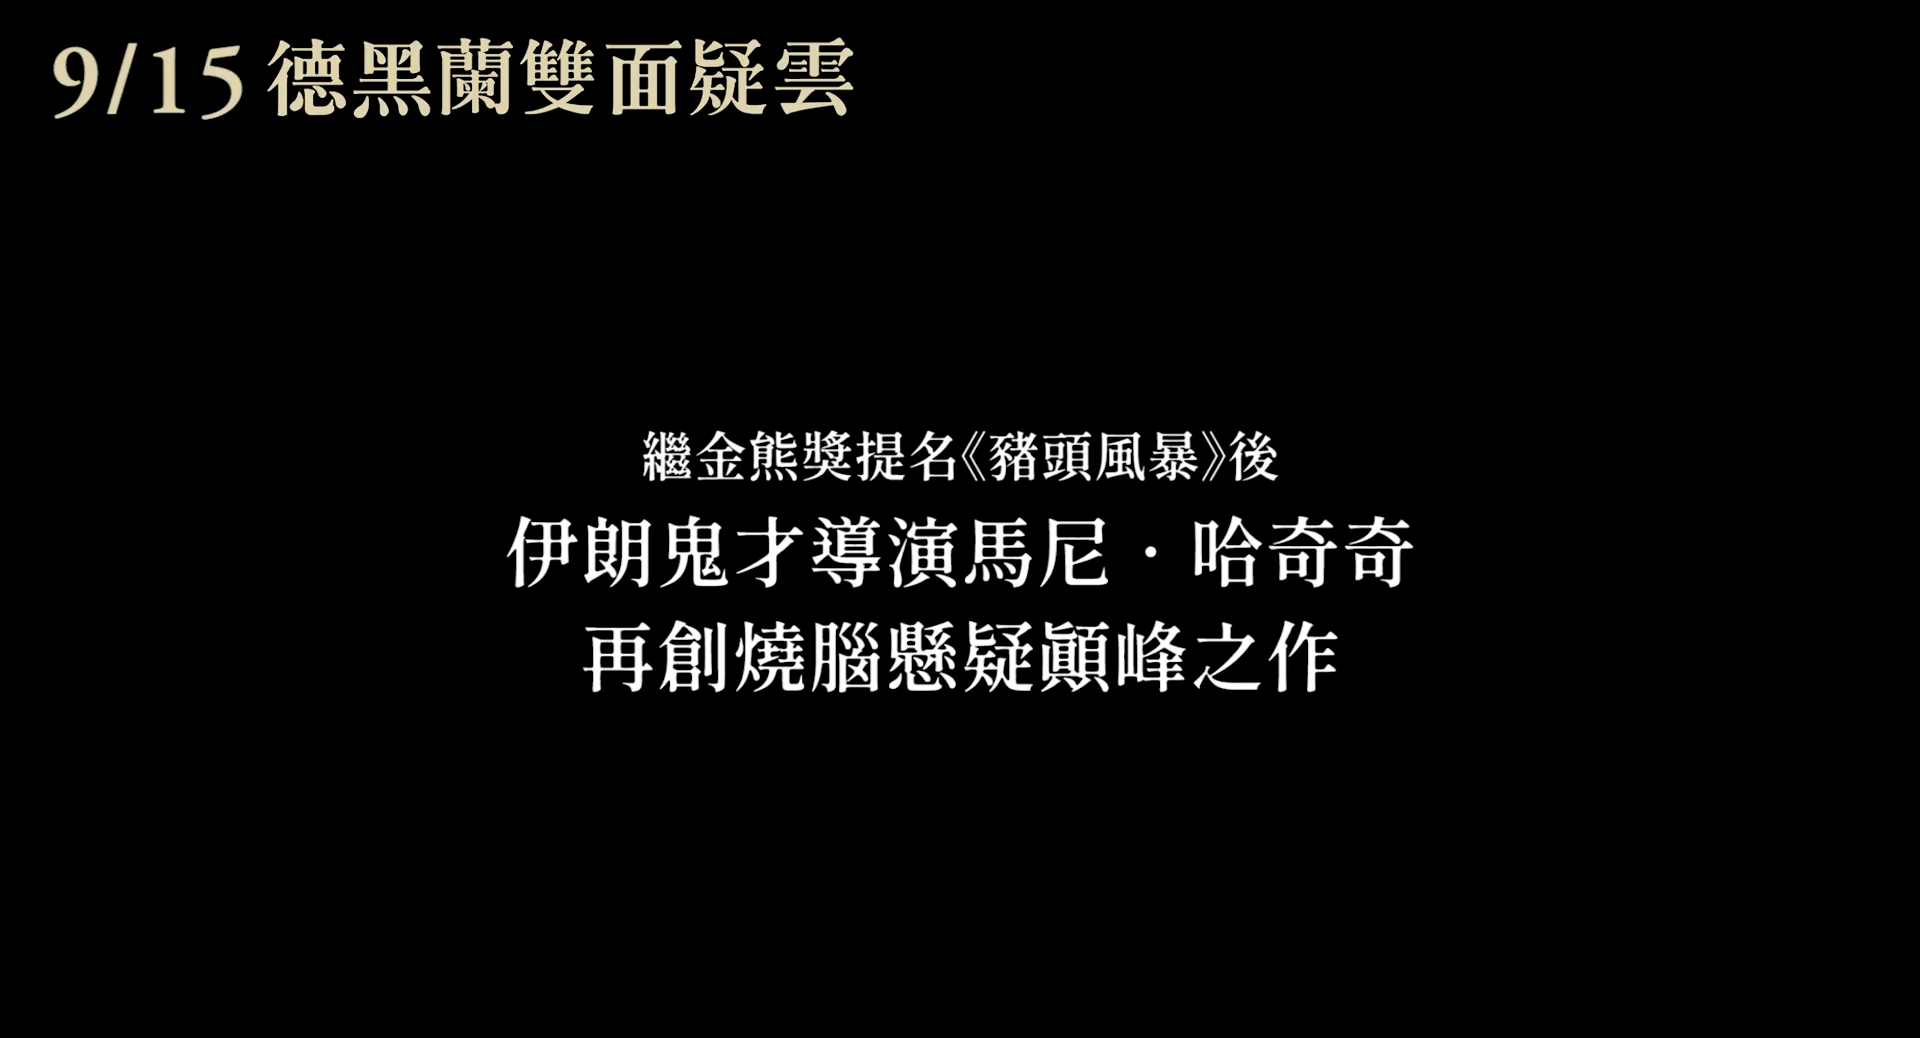 9/15 德黑蘭雙面疑雲
繼金熊獎提名《豬頭風暴》後
伊朗鬼才導演馬尼・哈奇奇
再創燒腦懸疑顚峰之作